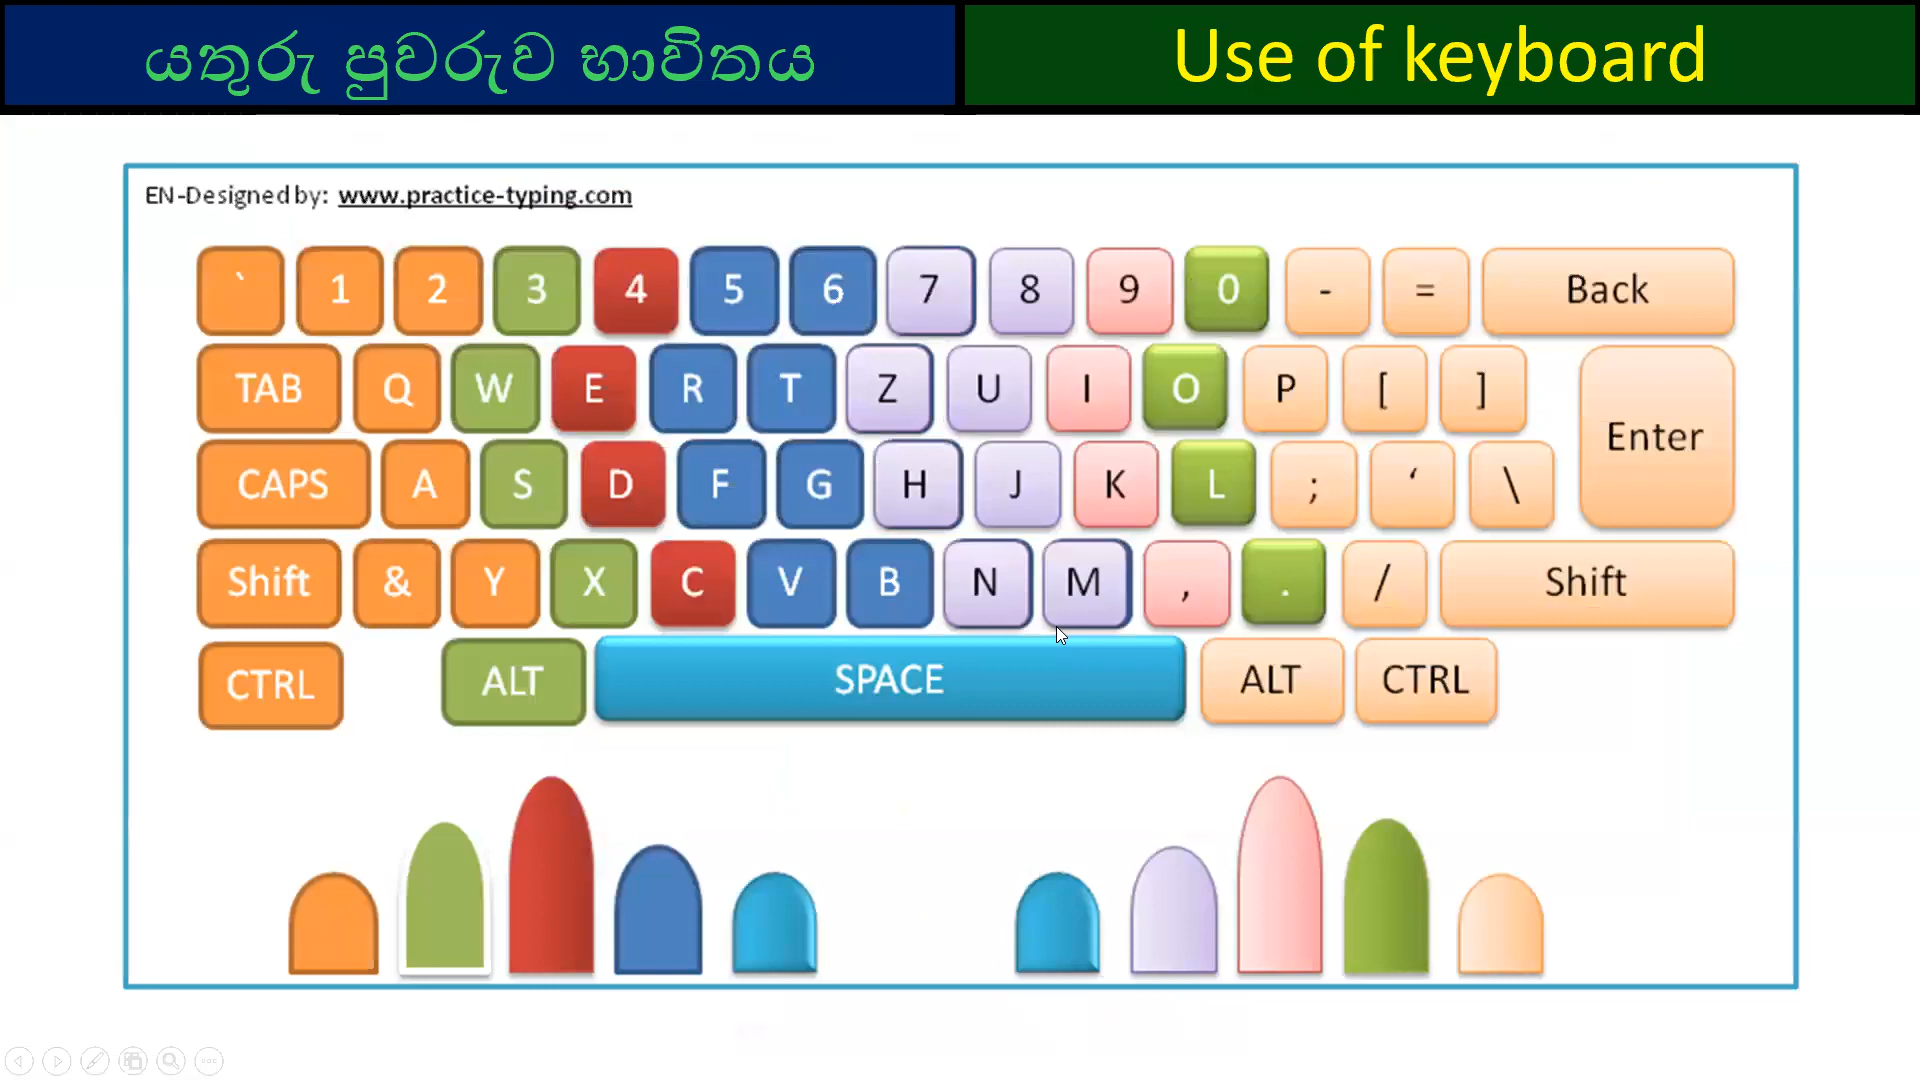 යතුරු පුවරුව භාවිතය
Use of keyboard
EN-Designed by: www.practice-typing.com
` 1 2 3 4 5 6 7 8 9 0 - = Back
TAB Q W E R T Z U I O P [ ]
Enter
CAPS A S D F G H J K L ; ‘ \
Shift & Y X C V B N M , . / Shift
CTRL ALT SPACE ALT CTRL